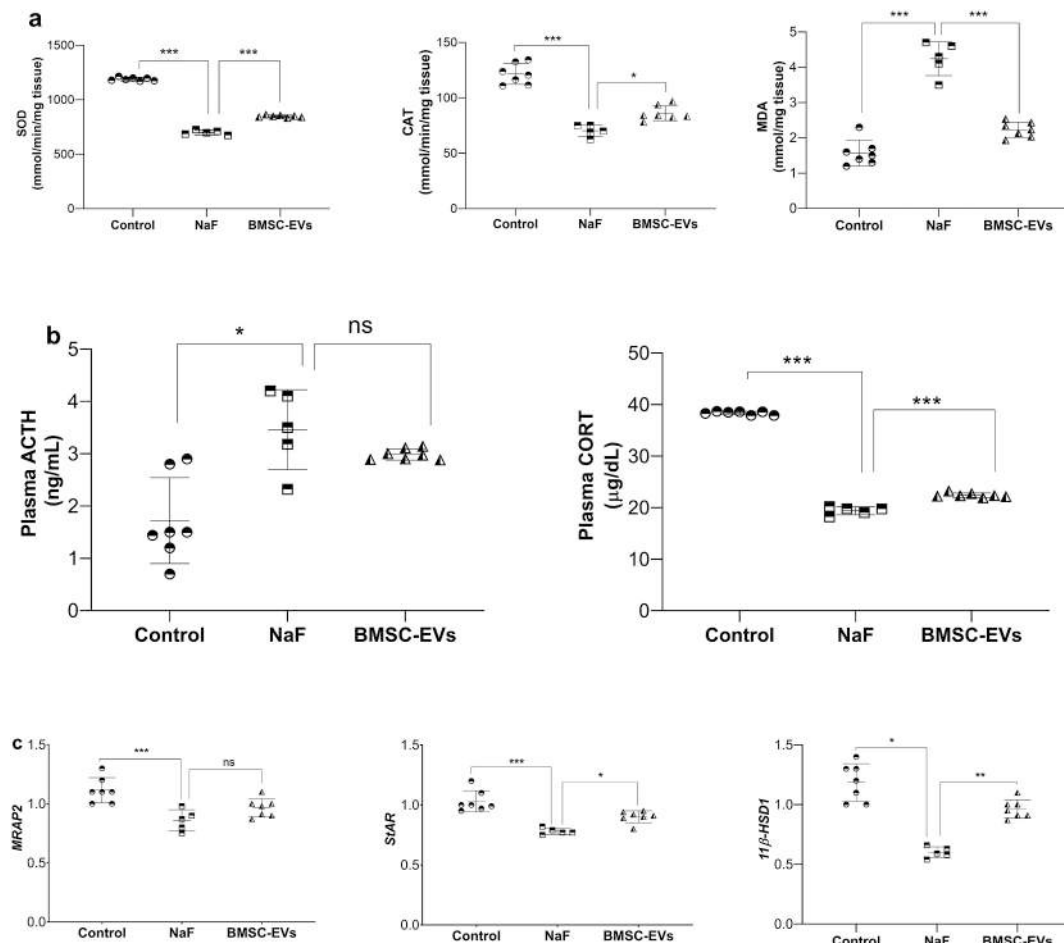 a
SOD
(mmol/min/mg tissue)
1500
1000
500
0
***
***
Control
NaF
BMSC-EVs
CAT
(mmol/min/mg tissue)
150
100
50
0
***
*
Control
NaF
BMSC-EVs
MDA
(mmol/mg tissue)
5
4
3
2
1
0
***
***
Control
NaF
BMSC-EVs
b
Plasma ACTH
(ng/mL)
5
4
3
2
1
0
*
ns
Control
NaF
BMSC-EVs
Plasma CORT
(µg/dL)
50
40
30
20
10
0
***
***
Control
NaF
BMSC-EVs
c
MRAP2
1.5
1.0
0.5
0.0
***
ns
Control
NaF
BMSC-EVs
StAR
1.5
1.0
0.5
0.0
***
*
Control
NaF
BMSC-EVs
11β-HSD1
1.5
1.0
0.5
0.0
*
**
Control
NaF
BMSC-EVs